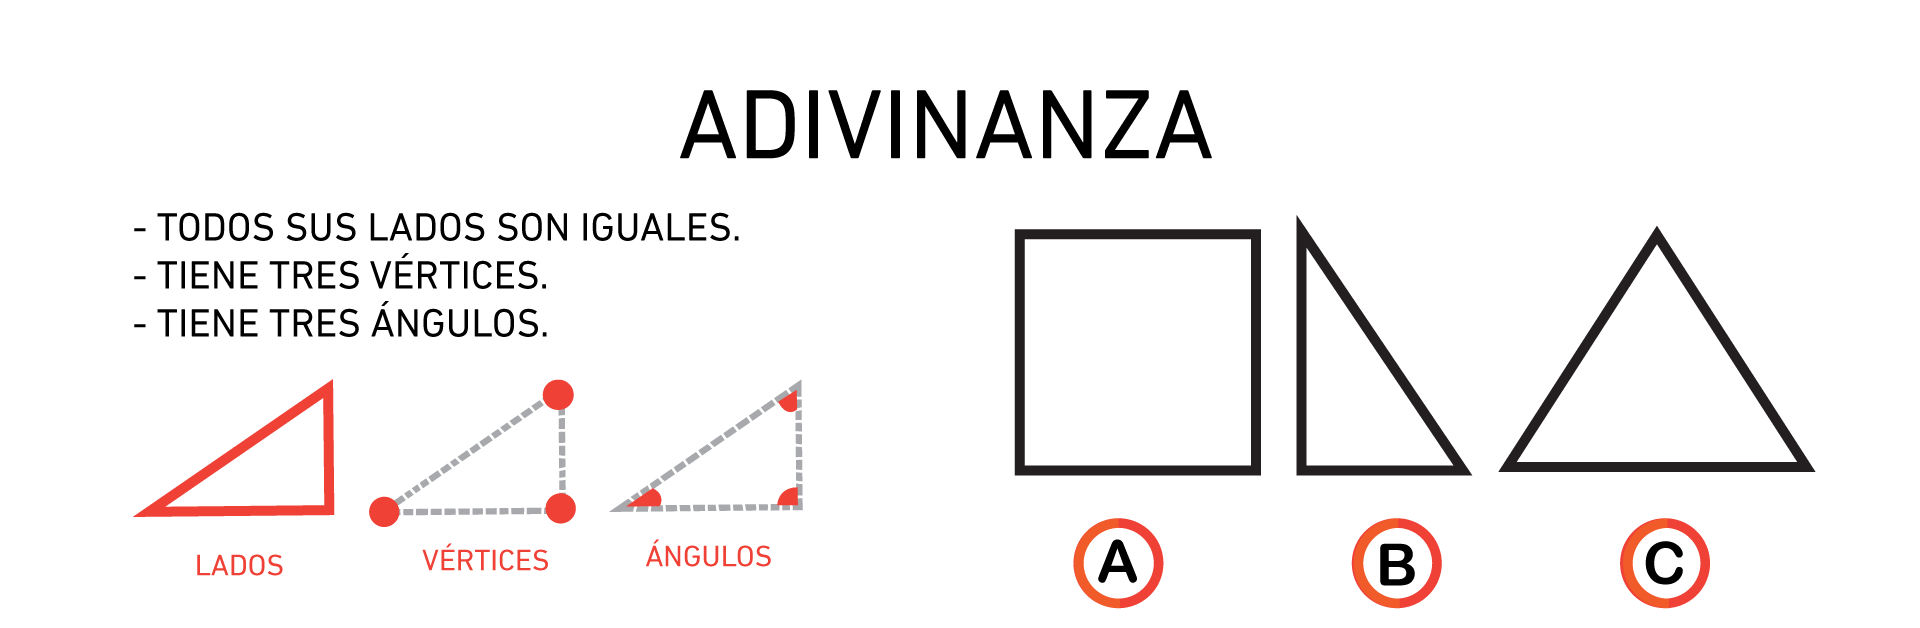 ADIVINANZA
- TODOS SUS LADOS SON IGUALES.
- TIENE TRES VÉRTICES.
- TIENE TRES ÁNGULOS.
LADOS
VÉRTICES
ÁNGULOS
A
B
C